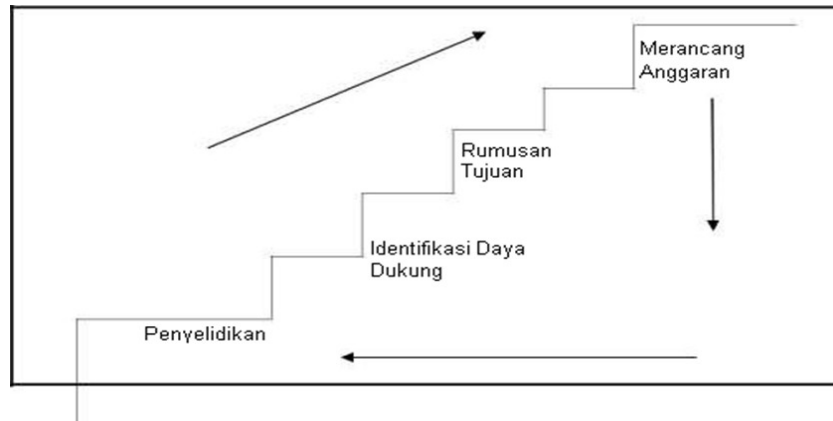 Merancang
Anggaran
Rumusan
Tujuan
Identifikasi Daya
Dukung
Penyelidikan